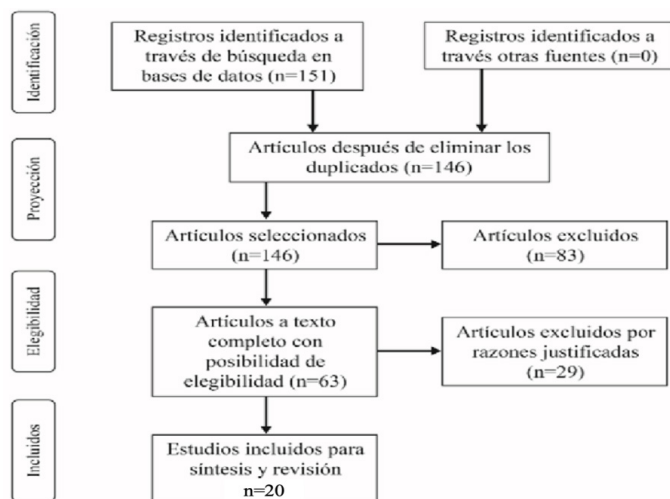 Identificación
Registros identificados a
través de búsqueda en
bases de datos (n=151)
Registros identificados a
través otras fuentes (n=0)
Artículos después de eliminar los
duplicados (n=146)
Proyección
Artículos seleccionados
(n=146)
Artículos excluidos
(n=83)
Elegibilidad
Artículos a texto
completo con
posibilidad de
elegibilidad (n=63)
Artículos excluidos por
razones justificadas
(n=29)
Incluidos
Estudios incluidos para
síntesis y revisión
n=20